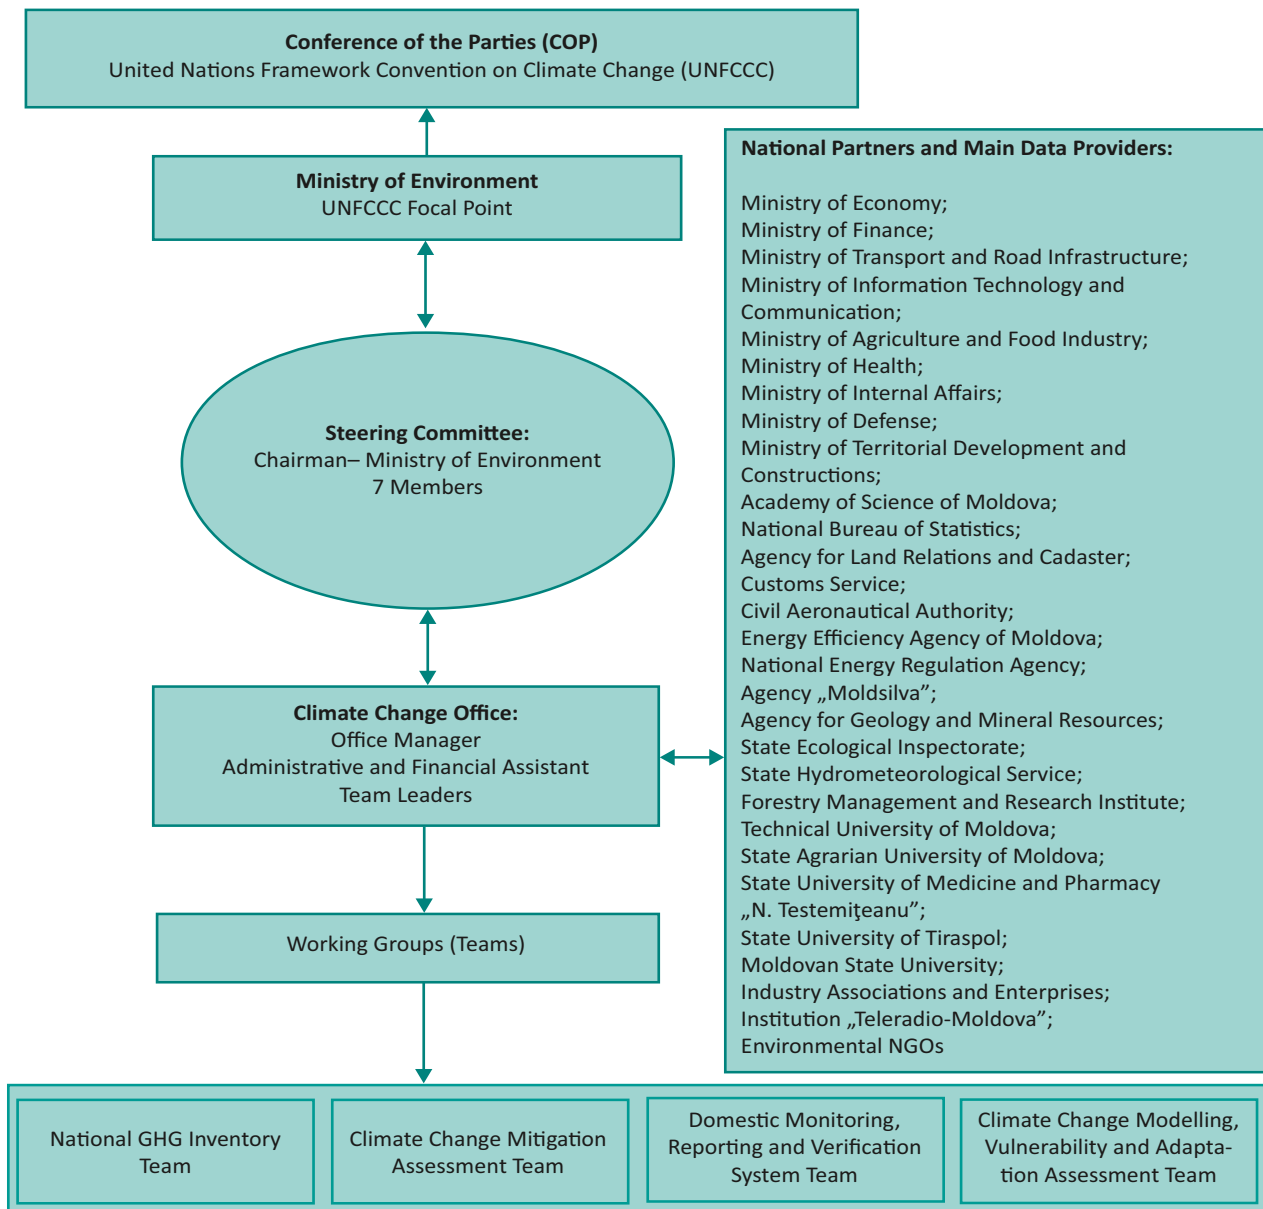 Conference of the Parties (COP)
United Nations Framework Convention on Climate Change (UNFCCC)
Ministry of Environment
UNFCCC Focal Point
Steering Committee:
Chairman– Ministry of Environment
7 Members
Climate Change Office:
Office Manager
Administrative and Financial Assistant
Team Leaders
Working Groups (Teams)
National Partners and Main Data Providers:
Ministry of Economy;
Ministry of Finance;
Ministry of Transport and Road Infrastructure;
Ministry of Information Technology and
Communication;
Ministry of Agriculture and Food Industry;
Ministry of Health;
Ministry of Internal Affairs;
Ministry of Defense;
Ministry of Territorial Development and
Constructions;
Academy of Science of Moldova;
National Bureau of Statistics;
Agency for Land Relations and Cadaster;
Customs Service;
Civil Aeronautical Authority;
Energy Efficiency Agency of Moldova;
National Energy Regulation Agency;
Agency „Moldsilva”;
Agency for Geology and Mineral Resources;
State Ecological Inspectorate;
State Hydrometeorological Service;
Forestry Management and Research Institute;
Technical University of Moldova;
State Agrarian University of Moldova;
State University of Medicine and Pharmacy
„N. Testemiţeanu”;
State University of Tiraspol;
Moldovan State University;
Industry Associations and Enterprises;
Institution „Teleradio-Moldova”;
Environmental NGOs
National GHG Inventory
Team
Climate Change Mitigation
Assessment Team
Domestic Monitoring,
Reporting and Verification
System Team
Climate Change Modelling,
Vulnerability and Adapta-
tion Assessment Team